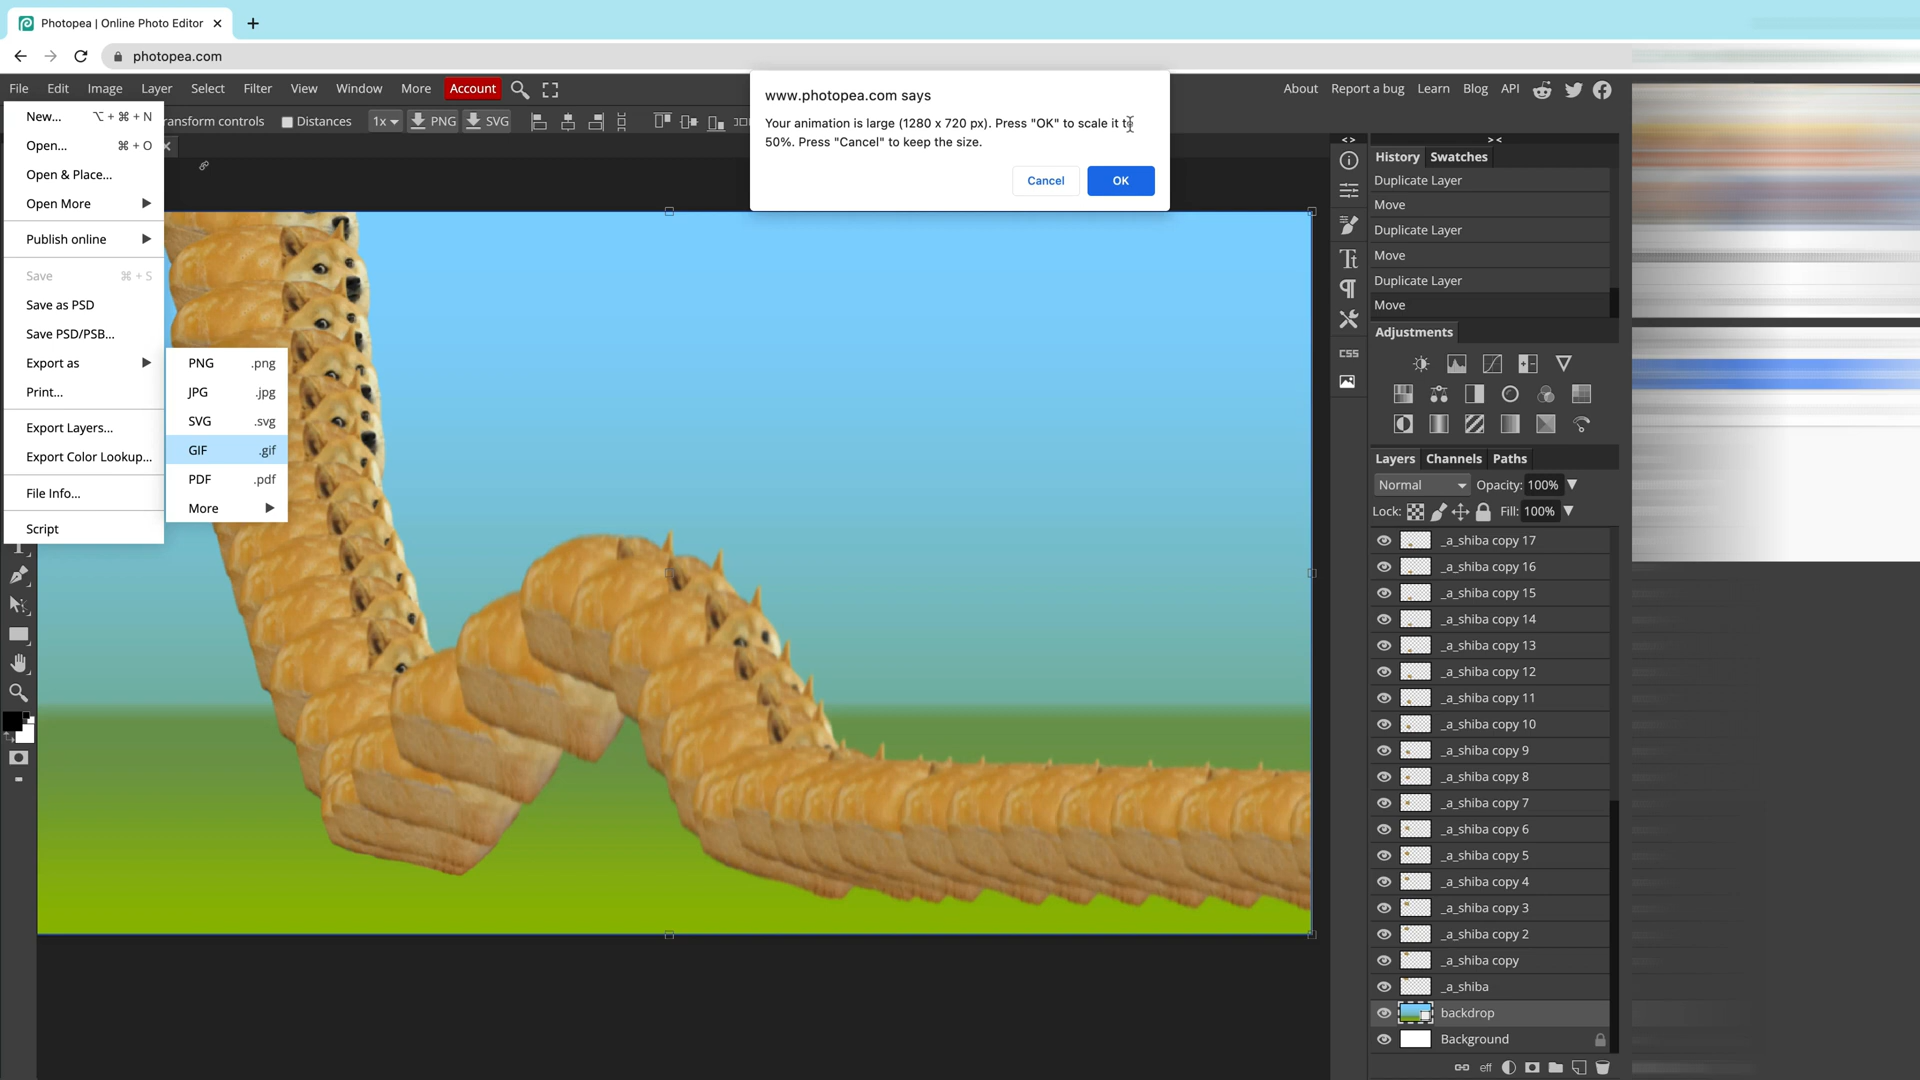 Photopea | Online Photo Editor
photopea.com
File Edit Image Layer Select Filter View Window More Account
About Report a bug Learn Blog API
ransform controls Distances 1x PNG SVG
www.photopea.com says
Your animation is large (1280 x 720 px). Press "OK" to scale it to
50%. Press "Cancel" to keep the size.
Cancel OK
New... ⌥ + ⌘ + N
Open... ⌘ + O
Open & Place...
Open More
Publish online
Save ⌘ + S
Save as PSD
Save PSD/PSB...
Export as
Print...
Export Layers...
Export Color Lookup...
File Info...
Script
PNG .png
JPG .jpg
SVG .svg
GIF .gif
PDF .pdf
More
< >
> <
CSS
History Swatches
Duplicate Layer
Move
Duplicate Layer
Move
Duplicate Layer
Move
Adjustments
Layers Channels Paths
Normal Opacity: 100%
Lock: Fill: 100%
_a_shiba copy 17
_a_shiba copy 16
_a_shiba copy 15
_a_shiba copy 14
_a_shiba copy 13
_a_shiba copy 12
_a_shiba copy 11
_a_shiba copy 10
_a_shiba copy 9
_a_shiba copy 8
_a_shiba copy 7
_a_shiba copy 6
_a_shiba copy 5
_a_shiba copy 4
_a_shiba copy 3
_a_shiba copy 2
_a_shiba copy
_a_shiba
backdrop
Background
eff